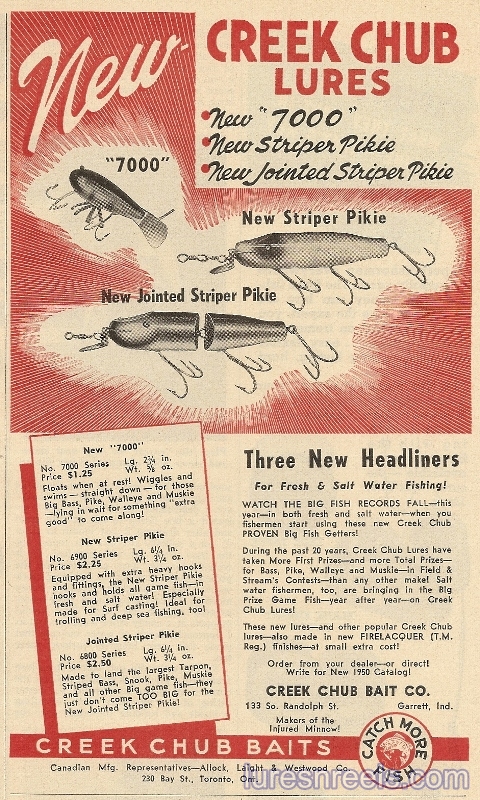 New
CREEK CHUB
LURES
• New "7000"
• New Striper Pikie
• New Jointed Striper Pikie
"7000"
New Striper Pikie
New Jointed Striper Pikie
New "7000"
No. 7000 Series Lg. 2¾ in.
Price $1.25 Wt. ⅝ oz.
Floats when at rest! Wiggles and
swims—straight down—for those
Big Bass, Pike, Walleye and Muskie
—lying in wait for something "extra
good" to come along!
New Striper Pikie
No. 6900 Series Lg. 6¼ in.
Price $2.25 Wt. 3¼ oz.
Equipped with extra heavy hooks
and fittings, the New Striper Pikie
hooks and holds all game fish—in
fresh and salt water! Especially
made for Surf casting! Ideal for
trolling and deep sea fishing, too!
Jointed Striper Pikie
No. 6800 Series Lg. 6½ in.
Price $2.50 Wt. 3¼ oz.
Made to land the largest Tarpon,
Striped Bass, Snook, Pike, Muskie
and all other Big game fish—they
just don't come TOO BIG for the
New Jointed Striper Pikie!
Three New Headliners
For Fresh & Salt Water Fishing!
WATCH THE BIG FISH RECORDS FALL—this
year—in both fresh and salt water—when you
fishermen start using these new Creek Chub
PROVEN Big Fish Getters!
During the past 20 years, Creek Chub Lures have
taken More First Prizes—and more Total Prizes—
for Bass, Pike, Walleye and Muskie—in Field &
Stream's Contests—than any other make! Salt
water fishermen, too, are bringing in the Big
Prize Game Fish—year after year—on Creek
Chub Lures!
These new lures—and other popular Creek Chub
lures—also made in new FIRELACQUER (T.M.
Reg.) finishes—at small extra cost!
Order from your dealer—or direct!
Write for New 1950 Catalog!
CREEK CHUB BAIT CO.
133 So. Randolph St. Garrett, Ind.
Makers of the
Injured Minnow!
CREEK CHUB BAITS
CATCH MORE
FISH
Canadian Mfg. Representatives—Allcock, Laight & Westwood Co.
230 Bay St., Toronto, Ont.
luresnreels.com